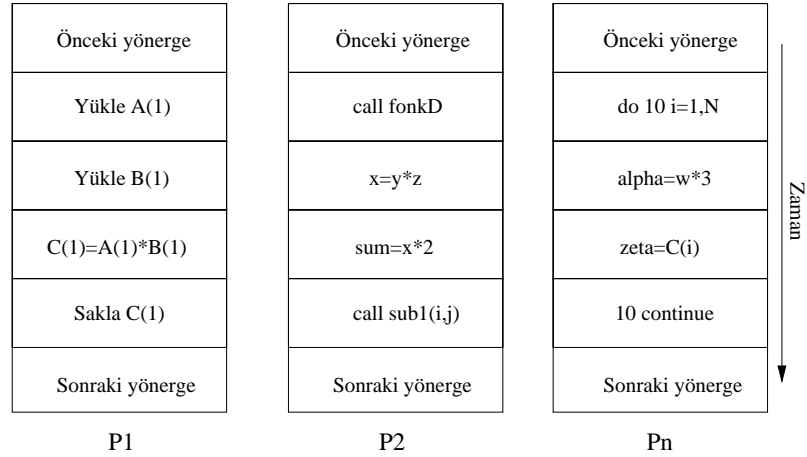 Önceki yönerge
Yükle A(1)
Yükle B(1)
C(1)=A(1)*B(1)
Sakla C(1)
Sonraki yönerge
P1
Önceki yönerge
call fonkD
x=y*z
sum=x*2
call sub1(i,j)
Sonraki yönerge
P2
Önceki yönerge
do 10 i=1,N
alpha=w*3
zeta=C(i)
10 continue
Sonraki yönerge
Pn
Zaman